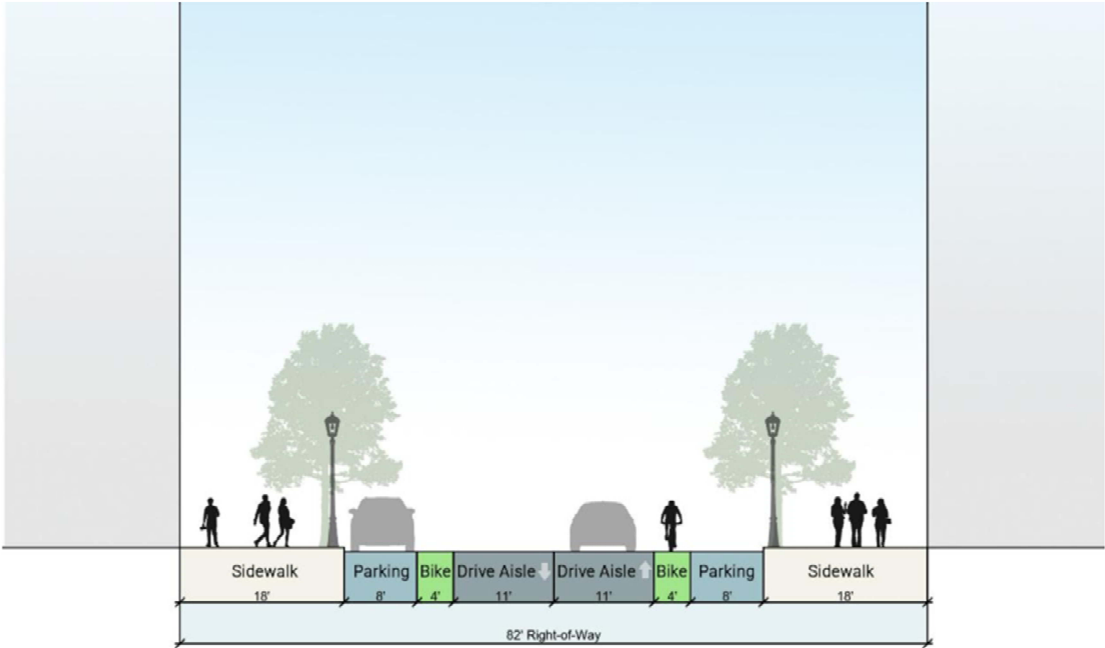 Sidewalk
18'
Parking
8'
Bike
4'
Drive Aisle
11'
Drive Aisle
11'
Bike
4'
Parking
8'
Sidewalk
18'
82' Right-of-Way